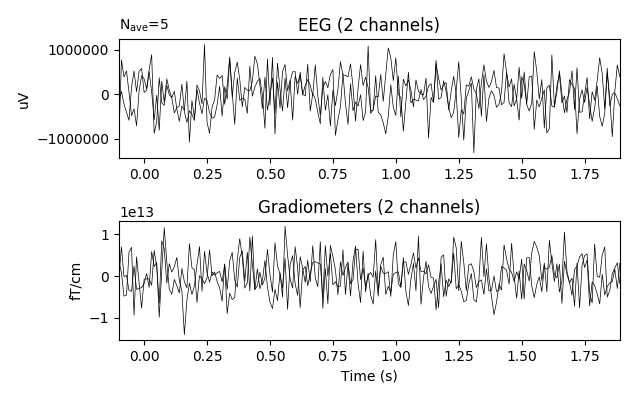 N_ave=5
EEG (2 channels)
1000000
0
−1000000
uV
0.00 0.25 0.50 0.75 1.00 1.25 1.50 1.75
1e13
Gradiometers (2 channels)
1
0
−1
fT/cm
0.00 0.25 0.50 0.75 1.00 1.25 1.50 1.75
Time (s)